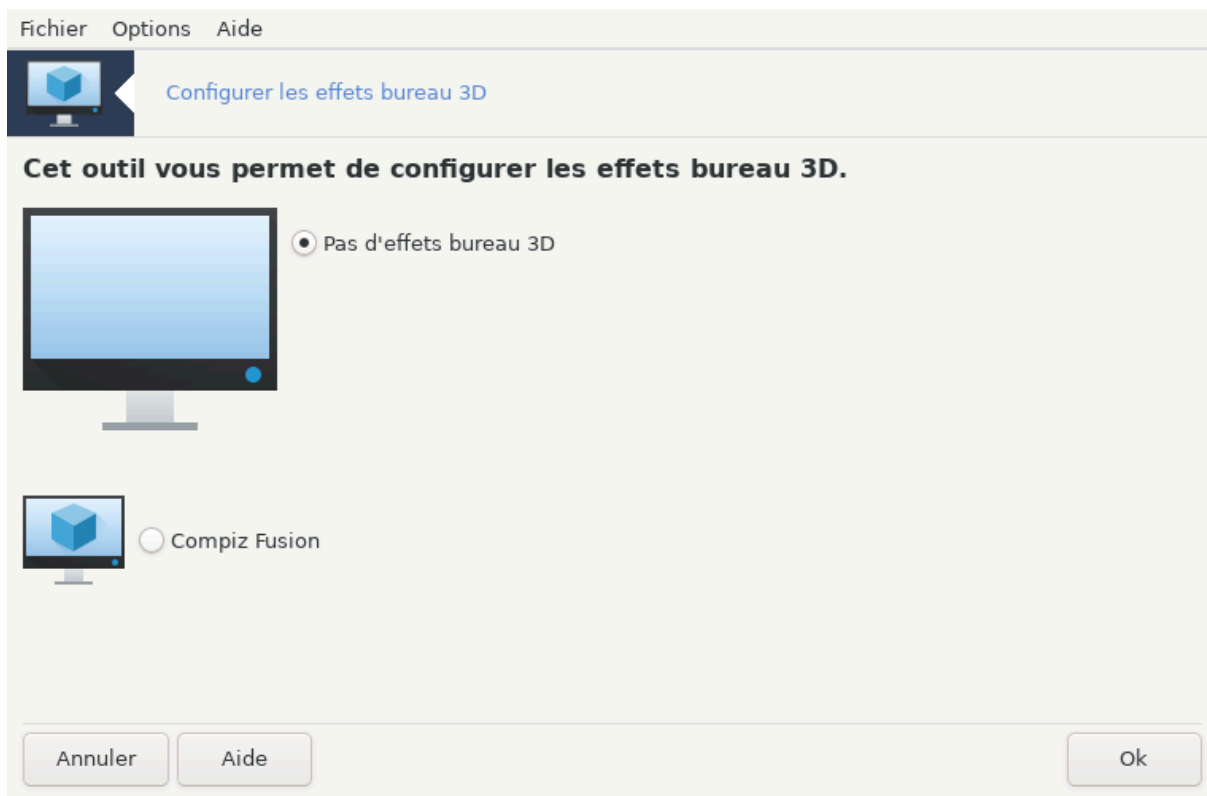 Fichier Options Aide
Configurer les effets bureau 3D
Cet outil vous permet de configurer les effets bureau 3D.
Pas d'effets bureau 3D
Compiz Fusion
Annuler Aide Ok